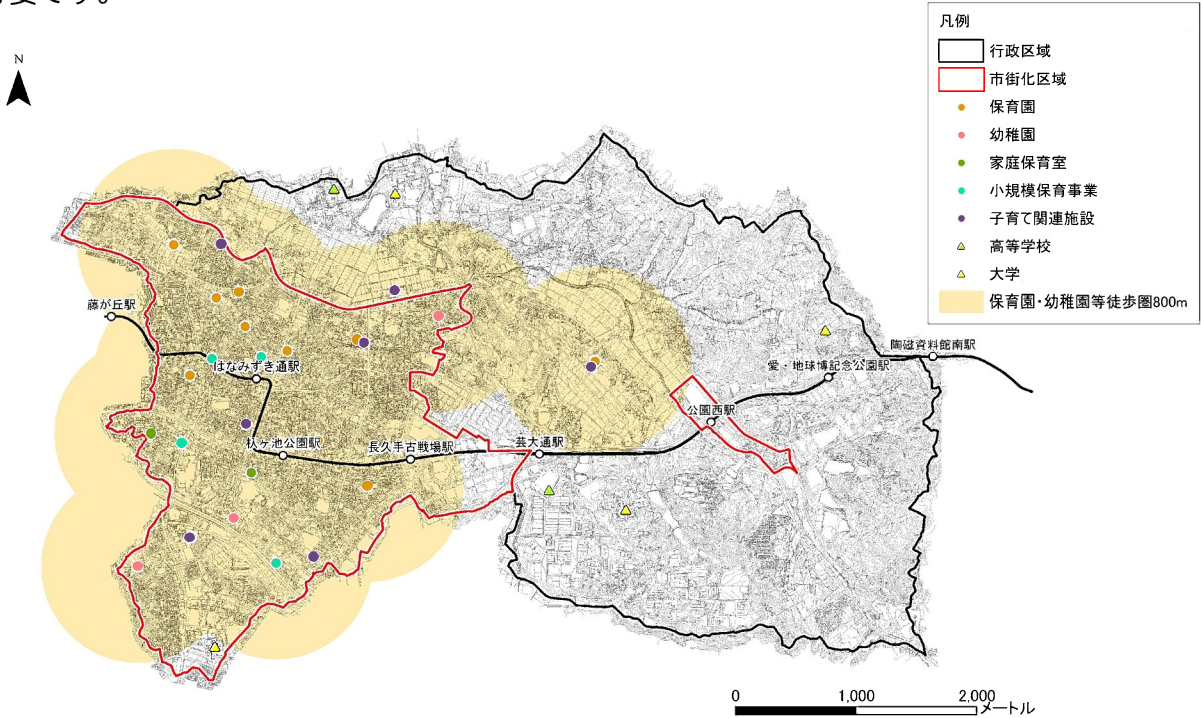 要です。
凡例
行政区域
市街化区域
保育園
幼稚園
家庭保育室
小規模保育事業
子育て関連施設
高等学校
大学
保育園・幼稚園等徒歩圏800m
N
藤が丘駅
はなみずき通駅
杁ヶ池公園駅
長久手古戦場駅
芸大通駅
公園西駅
愛・地球博記念公園駅
陶磁資料館南駅
0 1,000 2,000
メートル